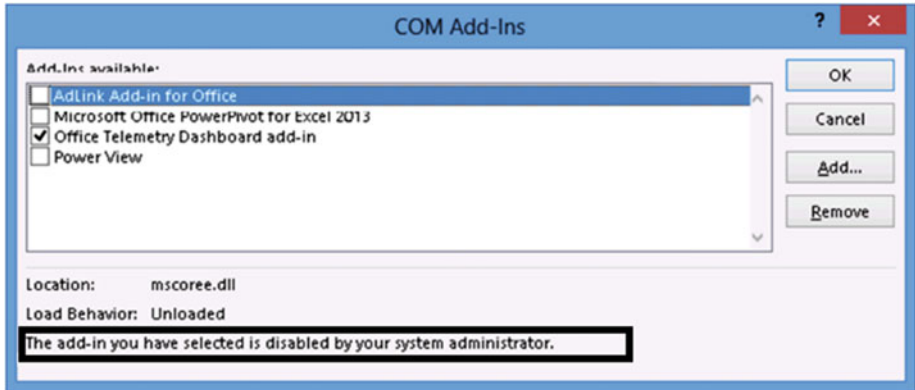 COM Add-Ins
?
Add-Ins available:
OK
AdLink Add-in for Office
Microsoft Office PowerPivot for Excel 2013
Office Telemetry Dashboard add-in
Power View
Cancel
Add...
Remove
Location: mscoree.dll
Load Behavior: Unloaded
The add-in you have selected is disabled by your system administrator.